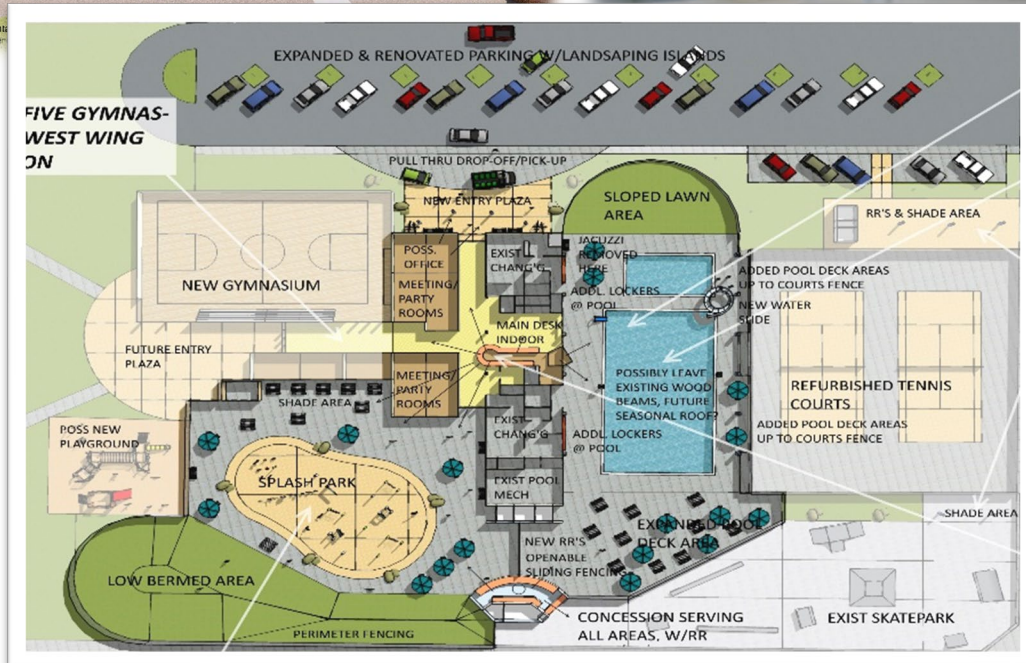 EXPANDED & RENOVATED PARKING W/LANDSAPING ISLANDS
FIVE GYMNAS-
WEST WING
ON
PULL THRU DROP-OFF/PICK-UP
NEW ENTRY PLAZA
SLOPED LAWN
AREA
RR'S & SHADE AREA
POSS.
OFFICE
MEETING/
PARTY
ROOMS
EXIST
CHANG'G
JACUZZI
REMOVED
HERE
ADDL. LOCKERS
@ POOL
ADDED POOL DECK AREAS
UP TO COURTS FENCE
NEW WATER
SLIDE
NEW GYMNASIUM
MAIN DESK
INDOOR
FUTURE ENTRY
PLAZA
MEETING/
PARTY
ROOMS
POSSIBLY LEAVE
EXISTING WOOD
BEAMS, FUTURE
SEASONAL ROOF?
REFURBISHED TENNIS
COURTS
SHADE AREA
POSS NEW
PLAYGROUND
EXIST
CHANG'G
ADDL. LOCKERS
@ POOL
ADDED POOL DECK AREAS
UP TO COURTS FENCE
SPLASH PARK
EXIST POOL
MECH
EXPANDED POOL
DECK AREA
SHADE AREA
NEW RR'S
OPENABLE
SLIDING FENCING
LOW BERMED AREA
PERIMETER FENCING
CONCESSION SERVING
ALL AREAS, W/RR
EXIST SKATEPARK